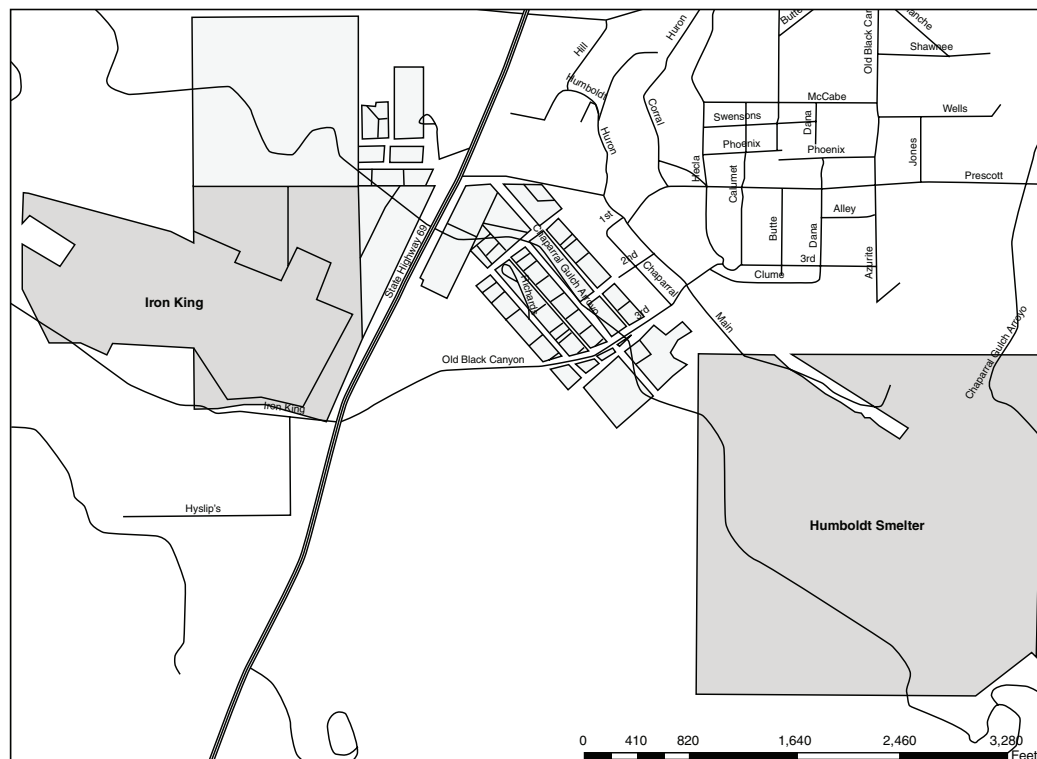 Butte
Old Black Can
anche
Huron
Hill
Shawnee
Humboldt
Corral
McCabe
Wells
Swensons
Dana
Huron
Phoenix
Phoenix
Jones
Hecla
Calumet
Prescott
1st
Alley
Butte
Dana
State Highway 69
Chaparral Gulch Arroyo
2nd
Chaparral
3rd
Azurite
Clume
Richards
Iron King
3rd
Main
Chaparral Gulch Arroyo
Old Black Canyon
Iron King
Hyslip's
Humboldt Smelter
0 410 820 1,640 2,460 3,280
Feet